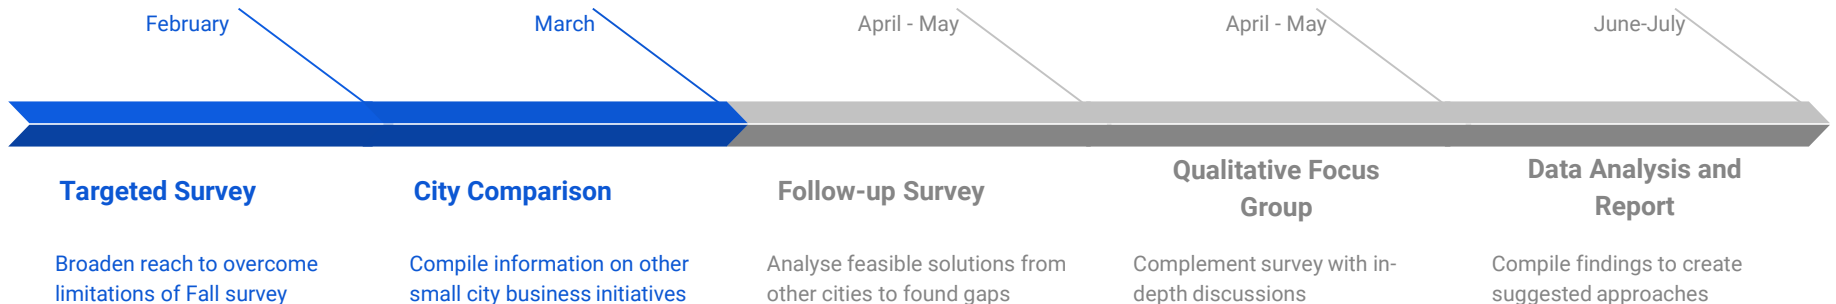 February
March
April - May
April - May
June-July
Targeted Survey
City Comparison
Follow-up Survey
Qualitative Focus
Group
Data Analysis and
Report
Broaden reach to overcome
limitations of Fall survey
Compile information on other
small city business initiatives
Analyse feasible solutions from
other cities to found gaps
Complement survey with in-
depth discussions
Compile findings to create
suggested approaches